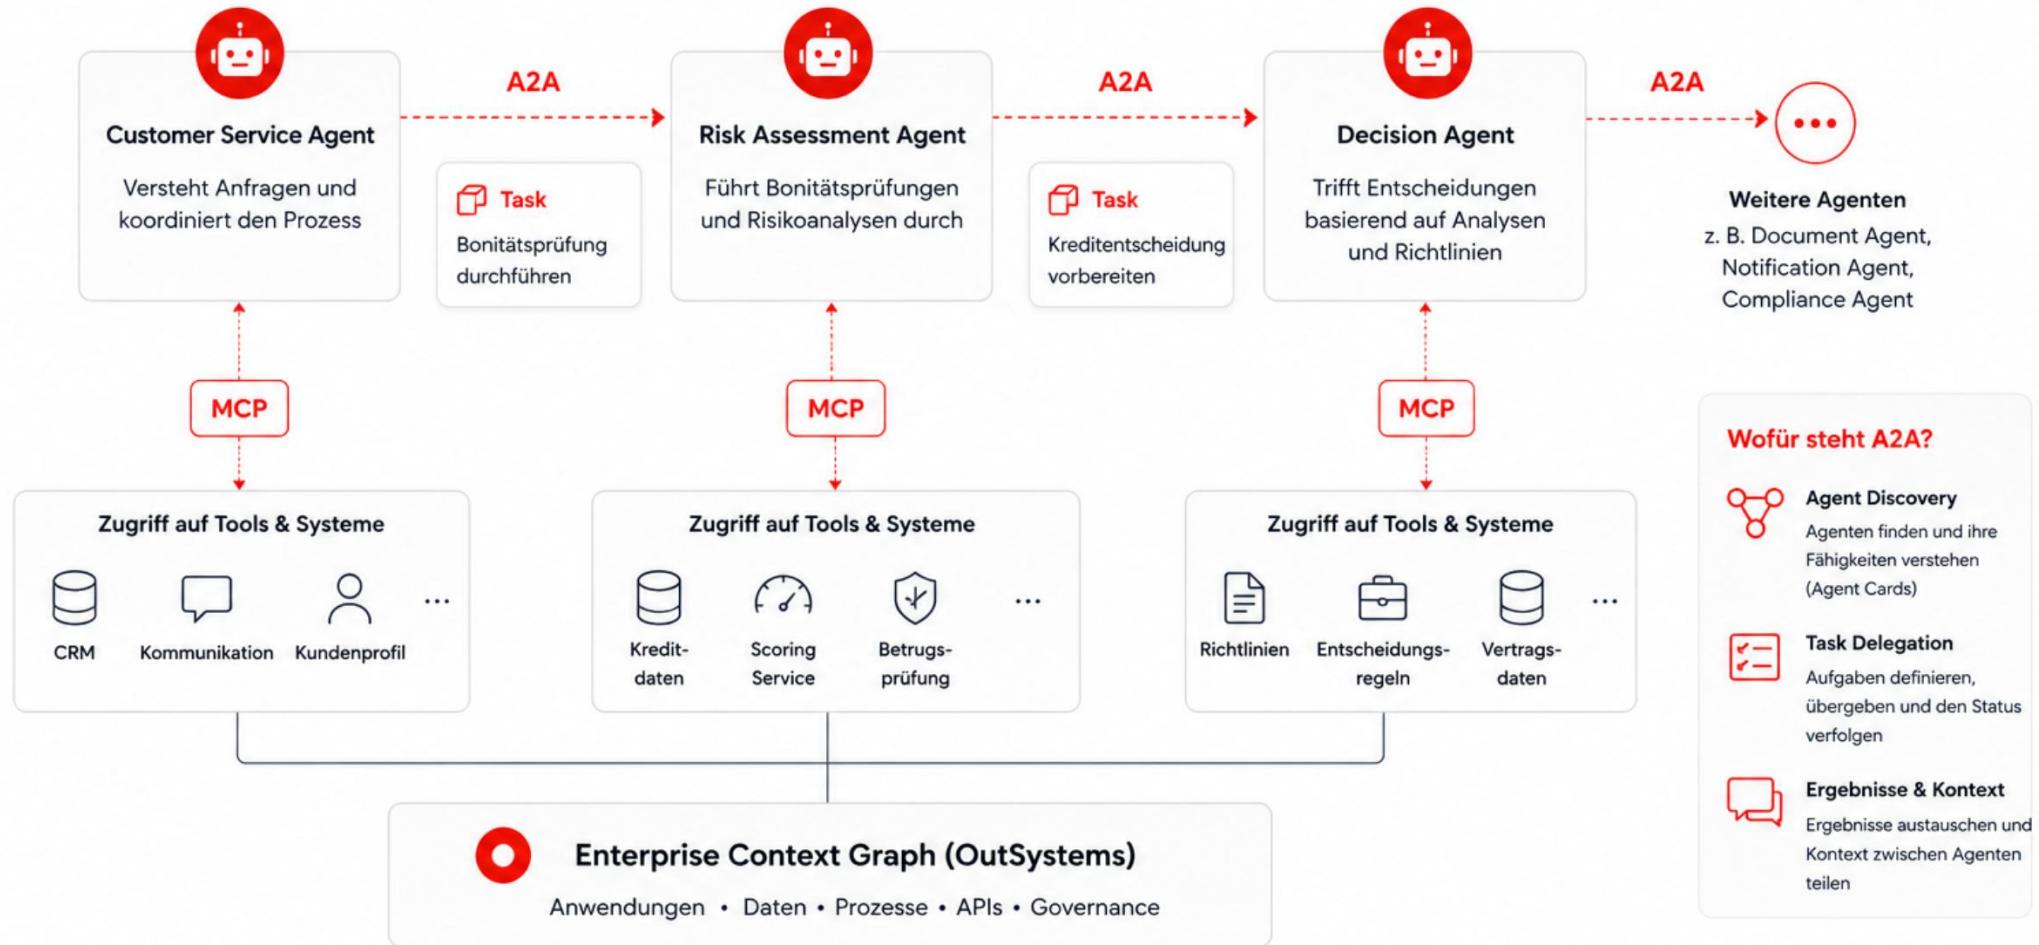 A2A
A2A
A2A
Customer Service Agent
Versteht Anfragen und
koordiniert den Prozess
Task
Bonitätsprüfung
durchführen
Risk Assessment Agent
Führt Bonitätsprüfungen
und Risikoanalysen durch
Task
Kreditentscheidung
vorbereiten
Decision Agent
Trifft Entscheidungen
basierend auf Analysen
und Richtlinien
Weitere Agenten
z. B. Document Agent,
Notification Agent,
Compliance Agent
MCP
MCP
MCP
Zugriff auf Tools & Systeme
CRM
Kommunikation
Kundenprofil
...
Zugriff auf Tools & Systeme
Kredit-
daten
Scoring
Service
Betrugs-
prüfung
...
Zugriff auf Tools & Systeme
Richtlinien
Entscheidungs-
regeln
Vertrags-
daten
...
Wofür steht A2A?
Agent Discovery
Agenten finden und ihre
Fähigkeiten verstehen
(Agent Cards)
Task Delegation
Aufgaben definieren,
übergeben und den Status
verfolgen
Ergebnisse & Kontext
Ergebnisse austauschen und
Kontext zwischen Agenten
teilen
Enterprise Context Graph (OutSystems)
Anwendungen • Daten • Prozesse • APIs • Governance